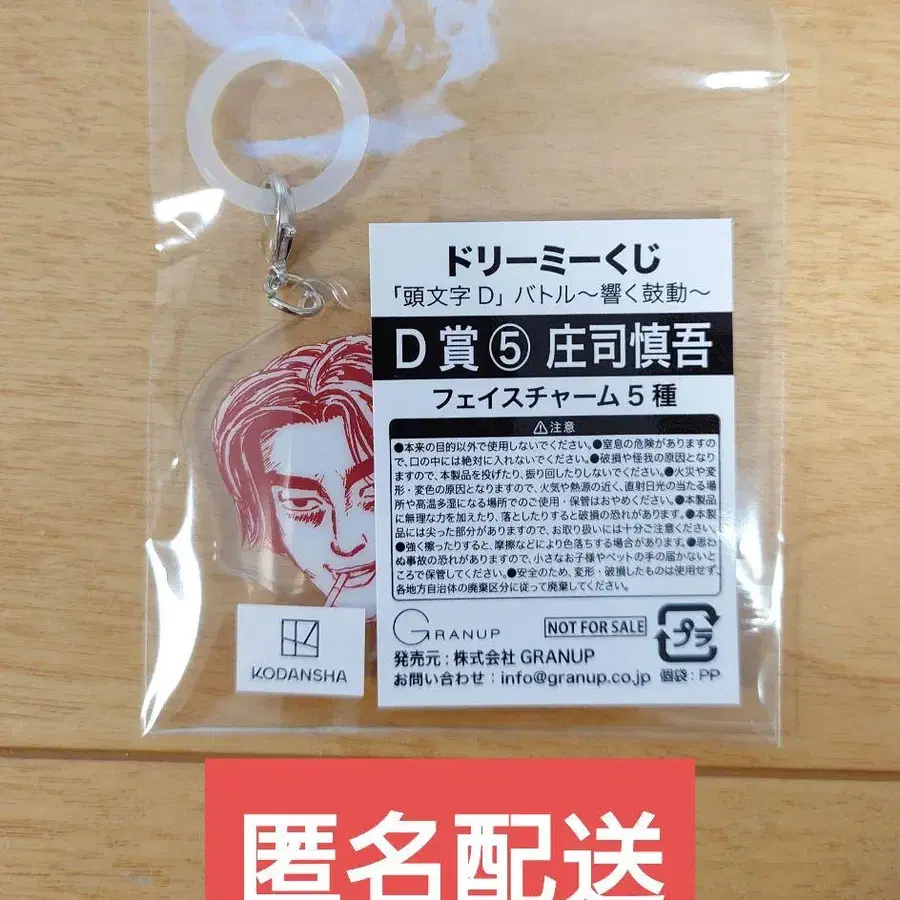 ドリーミーくじ
「頭文字D」バトル～響く鼓動～
D賞⑤庄司慎吾
フェイスチャーム5種
⚠注意
●本来の目的以外で使用しないでください。●窒息の危険がありますの
で、口の中には絶対に入れないでください。●破損や怪我の原因となり
ますので、本製品を投げたり、振り回したりしないでください。●火災や変
形・変色の原因となりますので、火気や熱源の近く、直射日光の当たる場
所や高温多湿になる場所でのご使用・保管はおやめください。●本製品
に無理な力を加えたり、落としたりすると破損の恐れがあります。●本製
品には尖った部分がありますので、お取り扱いには十分ご注意ください。
●強く擦ったりすると、摩擦などにより色落ちする場合があります。●思わ
ぬ事故の恐れがありますので、小さなお子様やペットの手の届かないと
ころで保管してください。●安全のため、変形・破損したものは使用せず、
各地方自治体の廃棄区分に従って廃棄してください。
GRANUP
NOT FOR SALE
プラ
発売元：株式会社 GRANUP
お問い合わせ：info@granup.co.jp
個袋：PP
KODANSHA
匿名配送